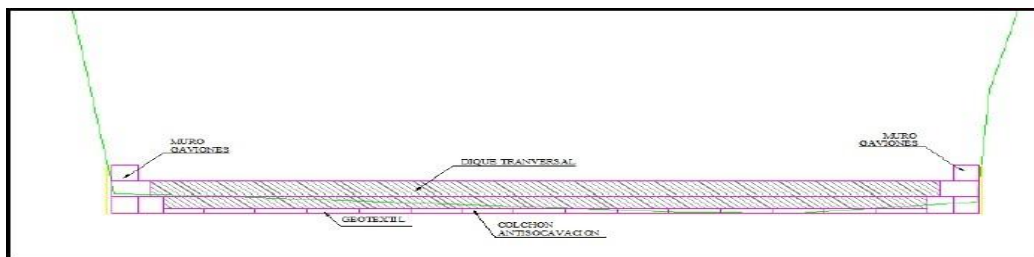 MURO
GAVIONES
MURO
GAVIONES
DIQUE TRANVERSAL
GEOTEXTIL
COLCHON
ANTISOCAVACION